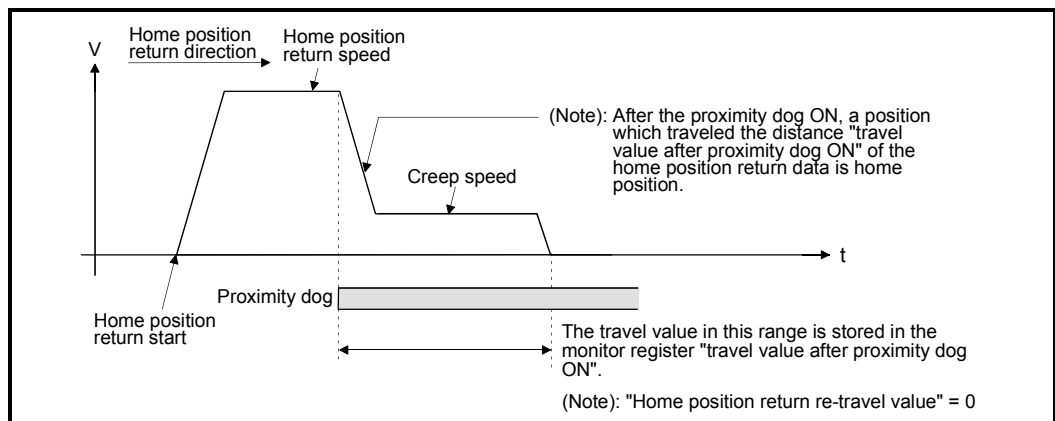 Home position
return direction
Home position
return speed
V
(Note): After the proximity dog ON, a position
which traveled the distance "travel
value after proximity dog ON" of the
home position return data is home
position.
Creep speed
t
Proximity dog
Home position
return start
The travel value in this range is stored in the
monitor register "travel value after proximity dog
ON".
(Note): "Home position return re-travel value" = 0